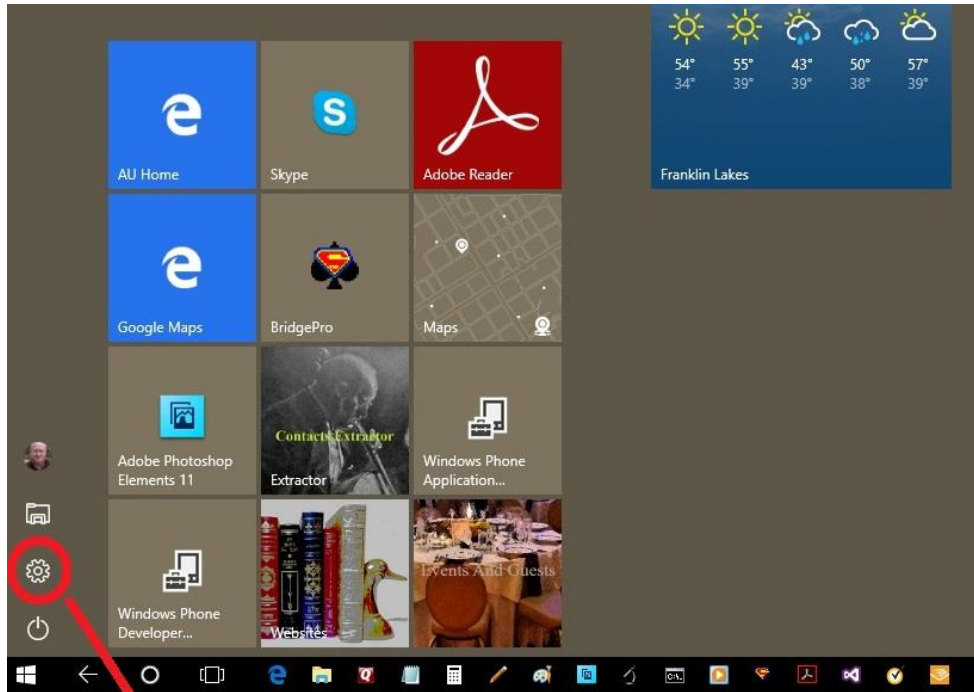 54° 55° 43° 50° 57°
34° 39° 39° 38° 39°
Franklin Lakes
AU Home
Skype
Adobe Reader
Google Maps
BridgePro
Maps
Adobe Photoshop
Elements 11
Contacts Extractor
Extractor
Windows Phone
Application...
Windows Phone
Developer...
Websites
Events And Guests
C:\.